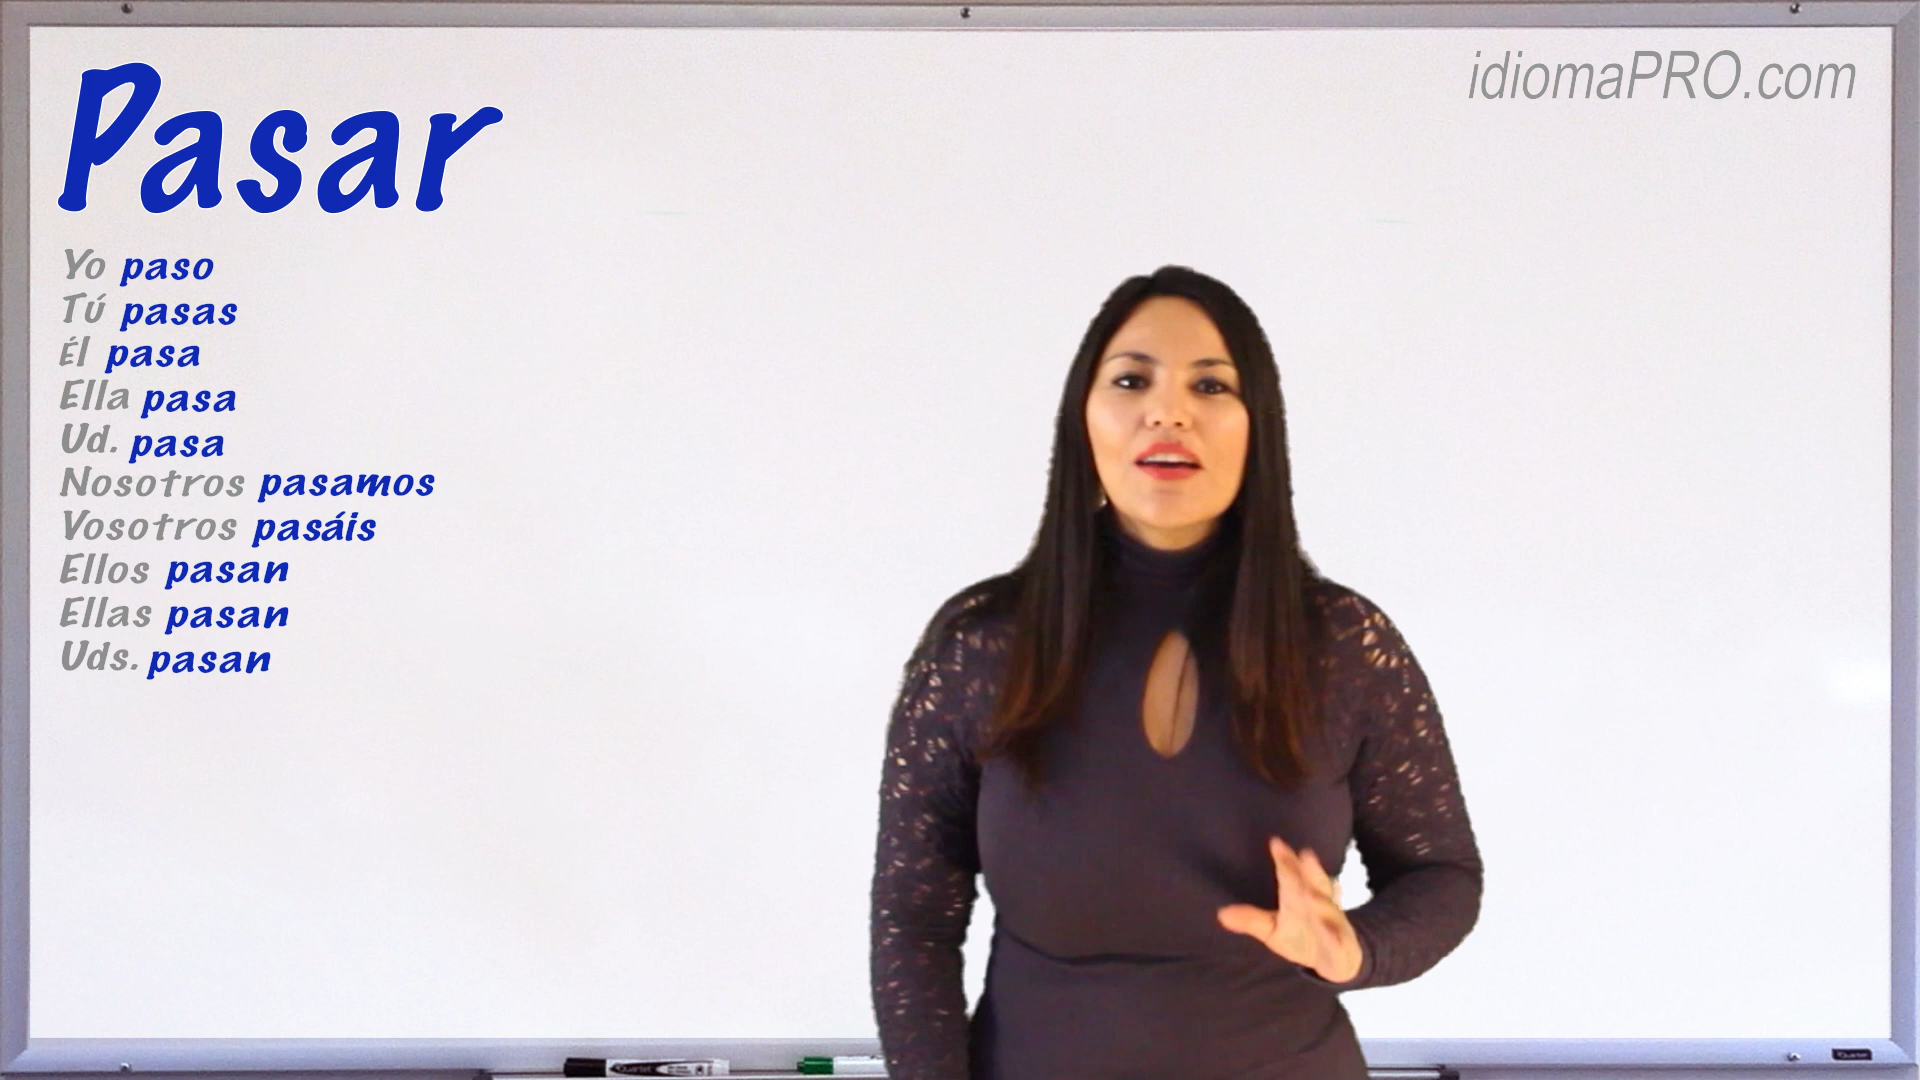 Pasar
idiomaPRO.com
Yo paso
Tú pasas
Él pasa
Ella pasa
Ud. pasa
Nosotros pasamos
Vosotros pasáis
Ellos pasan
Ellas pasan
Uds. pasan
Quartet